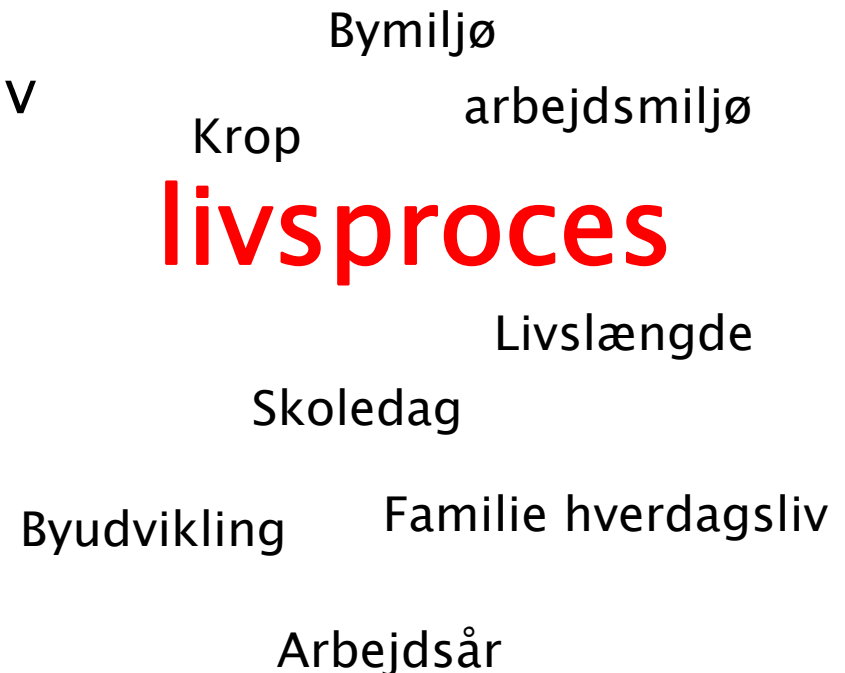 Bymiljø
v
arbejdsmiljø
Krop
livsproces
Livslængde
Skoledag
Familie hverdagsliv
Byudvikling
Arbejdsår